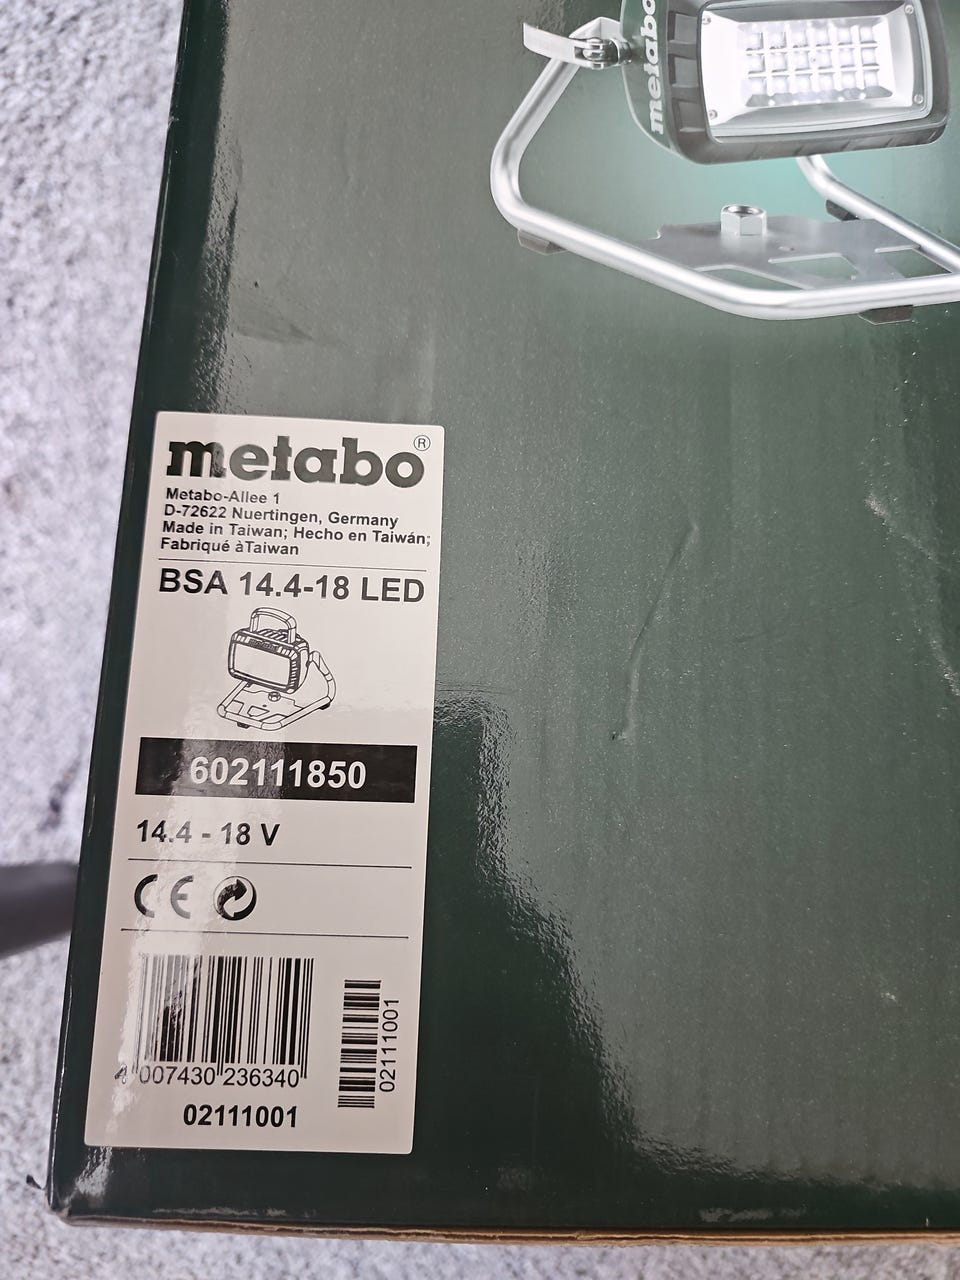 metabo
metabo®
Metabo-Allee 1
D-72622 Nuertingen, Germany
Made in Taiwan; Hecho en Taiwán;
Fabriqué àTaiwan
BSA 14.4-18 LED
602111850
14.4 - 18 V
CE
4 007430 236340
02111001
02111001